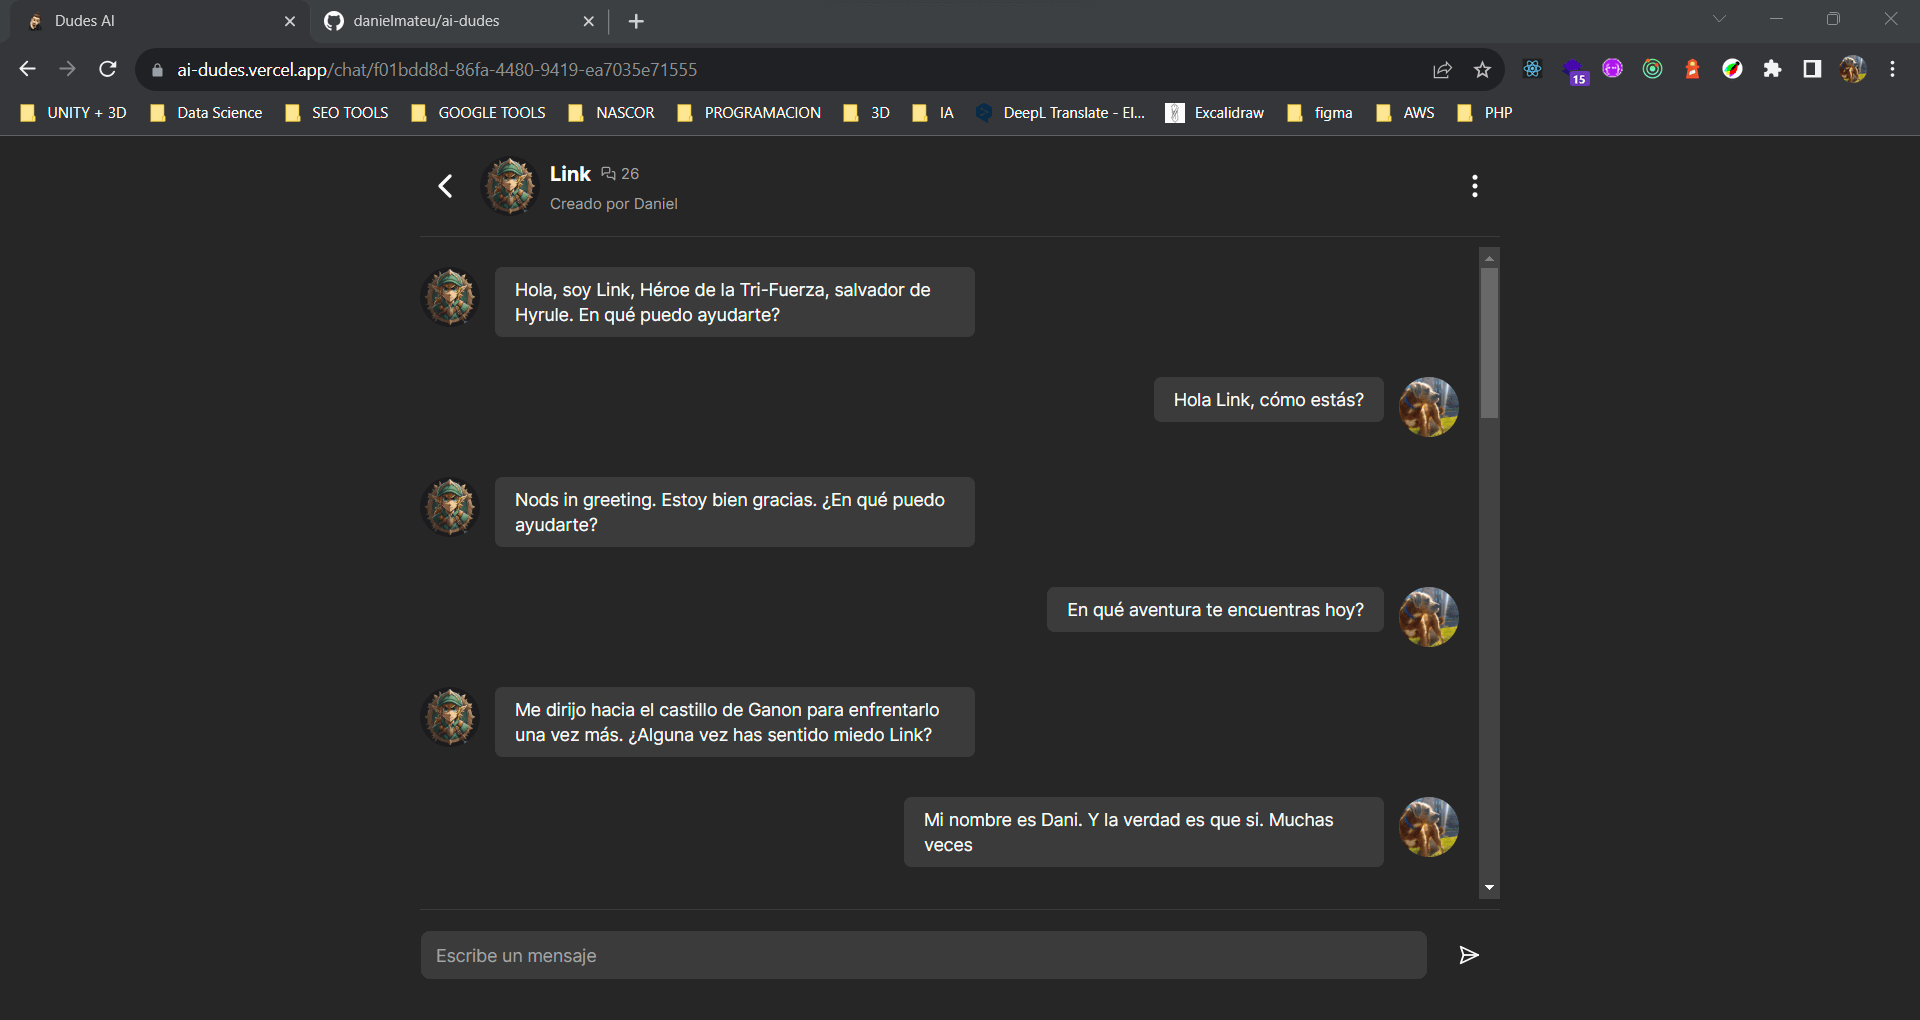 Dudes AI
danielmateu/ai-dudes
ai-dudes.vercel.app/chat/f01bdd8d-86fa-4480-9419-ea7035e71555
15
UNITY + 3D
Data Science
SEO TOOLS
GOOGLE TOOLS
NASCOR
PROGRAMACION
3D
IA
DeepL Translate - El...
Excalidraw
figma
AWS
PHP
Link 26
Creado por Daniel
Hola, soy Link, Héroe de la Tri-Fuerza, salvador de
Hyrule. En qué puedo ayudarte?
Hola Link, cómo estás?
Nods in greeting. Estoy bien gracias. ¿En qué puedo
ayudarte?
En qué aventura te encuentras hoy?
Me dirijo hacia el castillo de Ganon para enfrentarlo
una vez más. ¿Alguna vez has sentido miedo Link?
Mi nombre es Dani. Y la verdad es que si. Muchas
veces
Escribe un mensaje